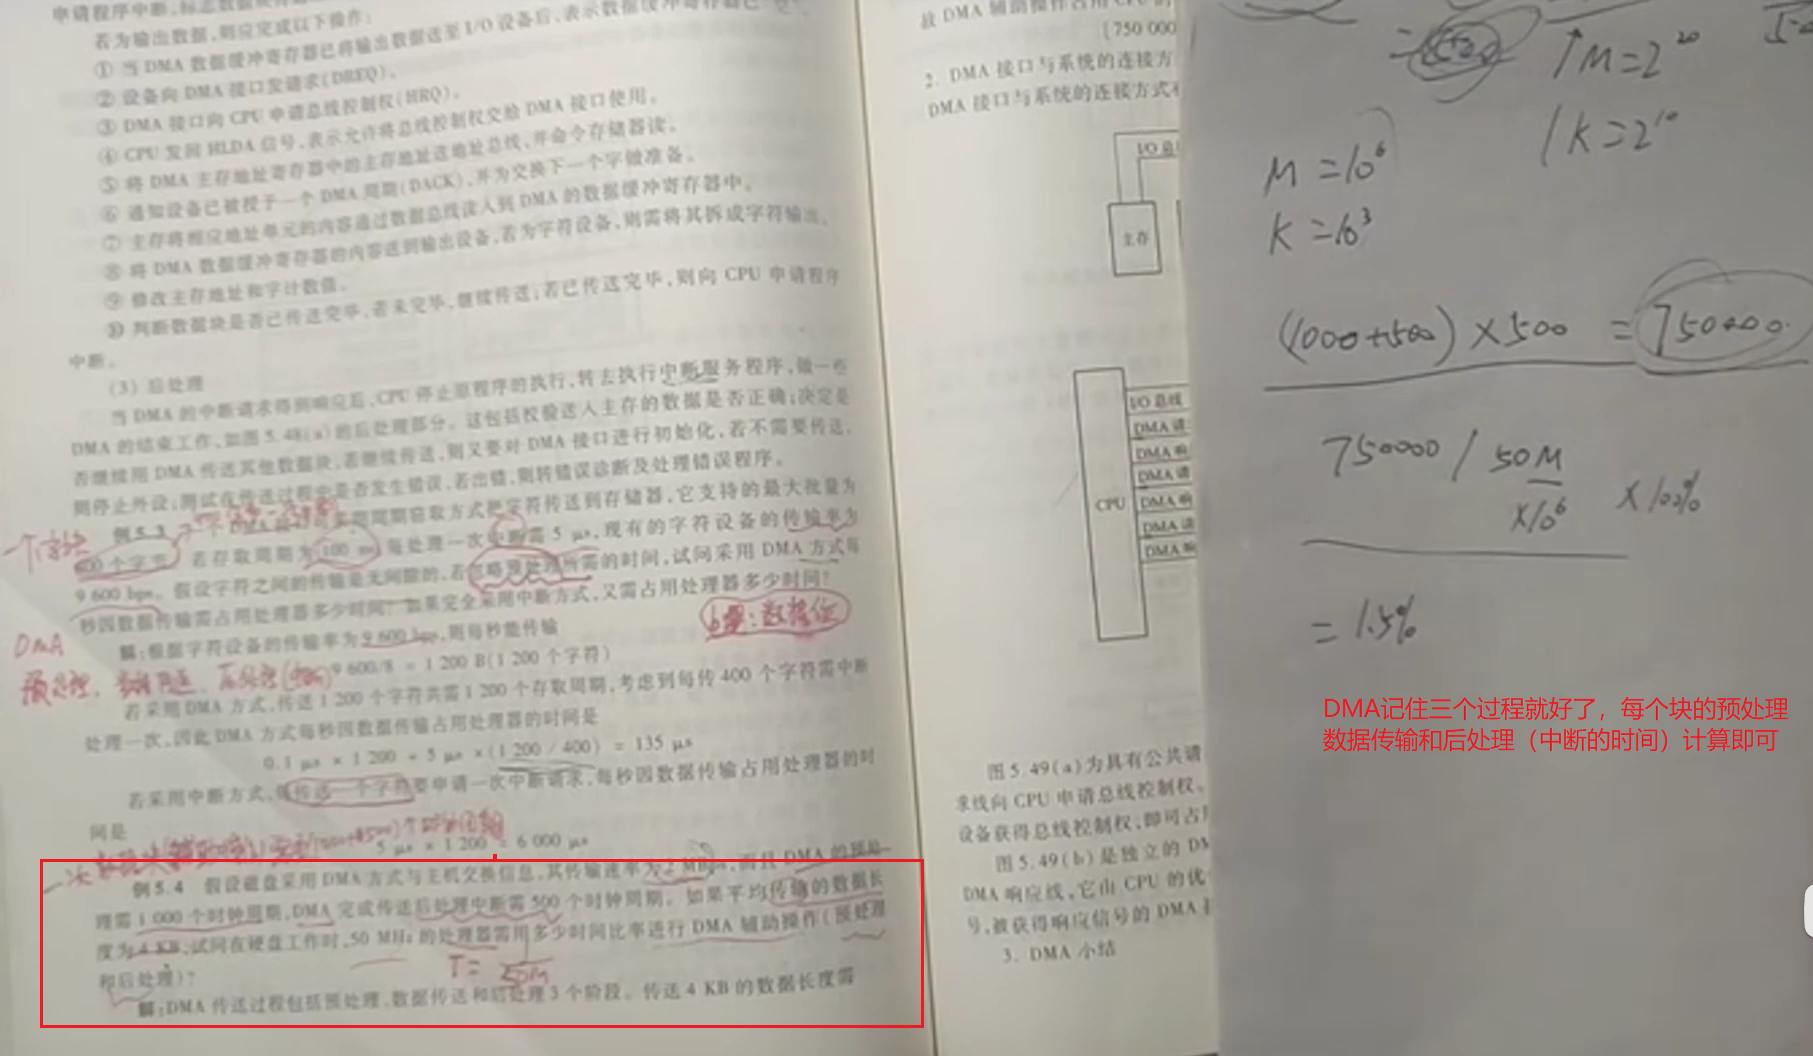 申请程序中断,标志数据块传
若为输出数据,则应完成以下操作:
① 当 DMA 数据缓冲寄存器已将输出数据送至 I/O 设备后,表示数据缓冲寄存器已
② 设备向 DMA 接口发请求(DREQ)。
③ DMA 接口向 CPU 申请总线控制权(HRQ)。
④ CPU 发回 HLDA 信号,表示允许将总线控制权交给 DMA 接口使用。
⑤ 将 DMA 主存地址寄存器中的主存地址送地址总线,并命令存储器读。
⑥ 通知设备已被授予一个 DMA 周期(DACK),并为交换下一个字做准备。
⑦ 主存将相应地址单元的内容通过数据总线读入到 DMA 的数据缓冲寄存器中。
⑧ 将 DMA 数据缓冲寄存器的内容送到输出设备,若为字符设备,则需将其拆成字符输出。
⑨ 修改主存地址和字计数值。
⑩ 判断数据块是否已传送完毕,若未完毕,继续传送;若已传送完毕,则向 CPU 申请程序
中断。
(3) 后处理
当 DMA 的中断请求得到响应后,CPU 停止原程序的执行,转去执行中断服务程序,做一些
DMA 的结束工作,如图 5.48(a)的后处理部分。这包括校验送入主存的数据是否正确;决定是
否继续用 DMA 传送其他数据块,若继续传送,则又要对 DMA 接口进行初始化,若不需要传送,
则停止外设;测试在传送过程中是否发生错误,若出错,则转错误诊断及处理错误程序。
例 5.3 一个 DMA 接口 周期窃取方式把字符传送到存储器,它支持的最大批量为
400 个字节。若存取周期为 100 ns,每处理一次中断需 5 μs,现有的字符设备的传输率为
9 600 bps。假设字符之间的传输是无间隙的,若忽略预处理所需的时间,试问采用 DMA 方式每
秒因数据传输需占用处理器多少时间?如果完全采用中断方式,又需占用处理器多少时间?
解:根据字符设备的传输率为 9 600 bps,则每秒能传输
9 600/8 = 1 200 B(1 200 个字符)
若采用 DMA 方式,传送 1 200 个字符共需 1 200 个存取周期,考虑到每传 400 个字符需中断
处理一次,因此 DMA 方式每秒因数据传输占用处理器的时间是
0.1 μs × 1 200 + 5 μs ×(1 200 / 400) = 135 μs
若采用中断方式,每传送一个字符要申请一次中断请求,每秒因数据传输占用处理器的时
间是
5 μs × 1 200 = 6 000 μs
例 5.4 假设磁盘采用 DMA 方式与主机交换信息,其传输速率为 2 MBps,而且 DMA 的预处
理需 1 000 个时钟周期,DMA 完成传送后处理中断需 500 个时钟周期。如果平均传输的数据长
度为 4 KB,试问在硬盘工作时,50 MHz 的处理器需用多少时间比率进行 DMA 辅助操作(预处理
和后处理)?
解:DMA 传送过程包括预处理、数据传送和后处理 3 个阶段。传送 4 KB 的数据长度需
DMA
T=
故 DMA 辅助操作占用 CPU 的
[750 000
2. DMA 接口与系统的连接方
DMA 接口与系统的连接方式
I/O 总
主存
CPU
I/O 总线
DMA 请
DMA 响
DMA 请
DMA 响
DMA 请
DMA 响
图 5.49(a)为具有公共请
求线向 CPU 申请总线控制权。
设备获得总线控制权,即可占
图 5.49(b)是独立的 DM
DMA 响应线,它由 CPU 的优
号,被获得响应信号的 DMA
3. DMA 小结
1M=2^20
1K=2^10
M=10^6
K=10^3
(1000+500)×500 = 750000
750000 / 50M
×10^6 ×100%
= 1.5%
DMA记住三个过程就好了，每个块的预处理
数据传输和后处理（中断的时间）计算即可